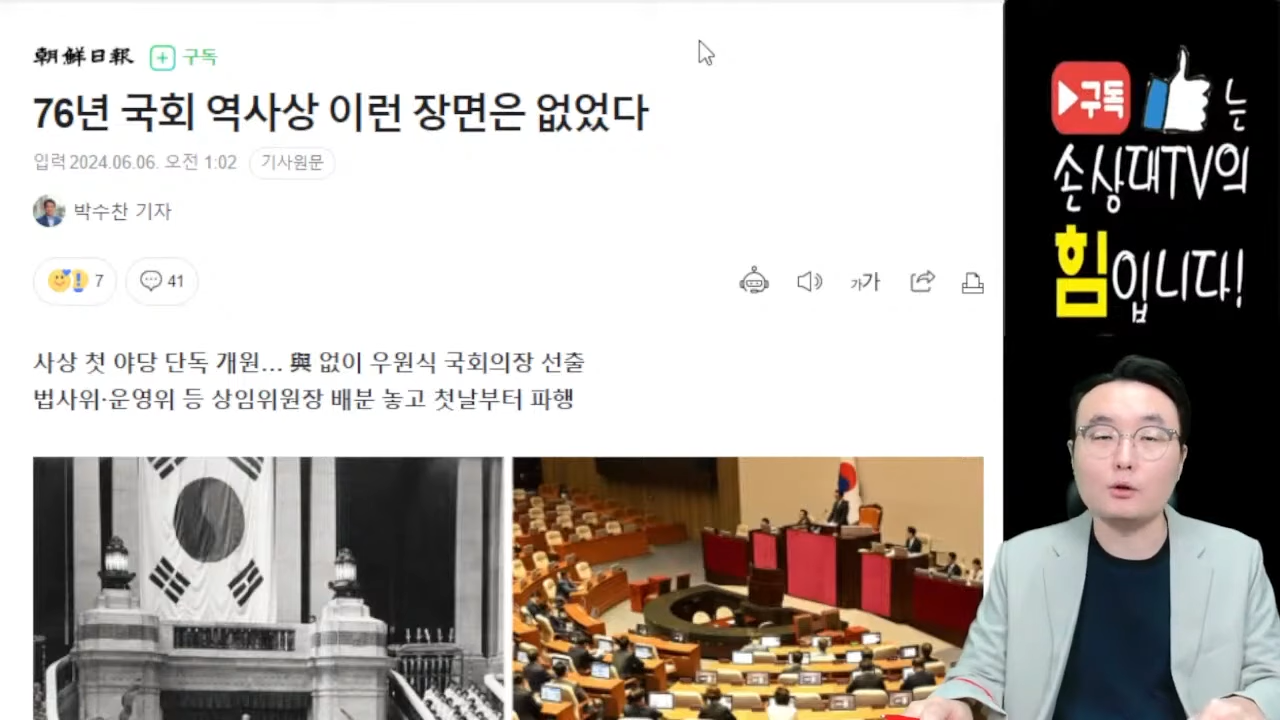 朝鮮日報 구독
76년 국회 역사상 이런 장면은 없었다
입력 2024.06.06. 오전 1:02 기사원문
박수찬 기자
7 41 가가
사상 첫 야당 단독 개원... 與 없이 우원식 국회의장 선출
법사위·운영위 등 상임위원장 배분 놓고 첫날부터 파행
구독 는
손상대TV의
힘입니다!